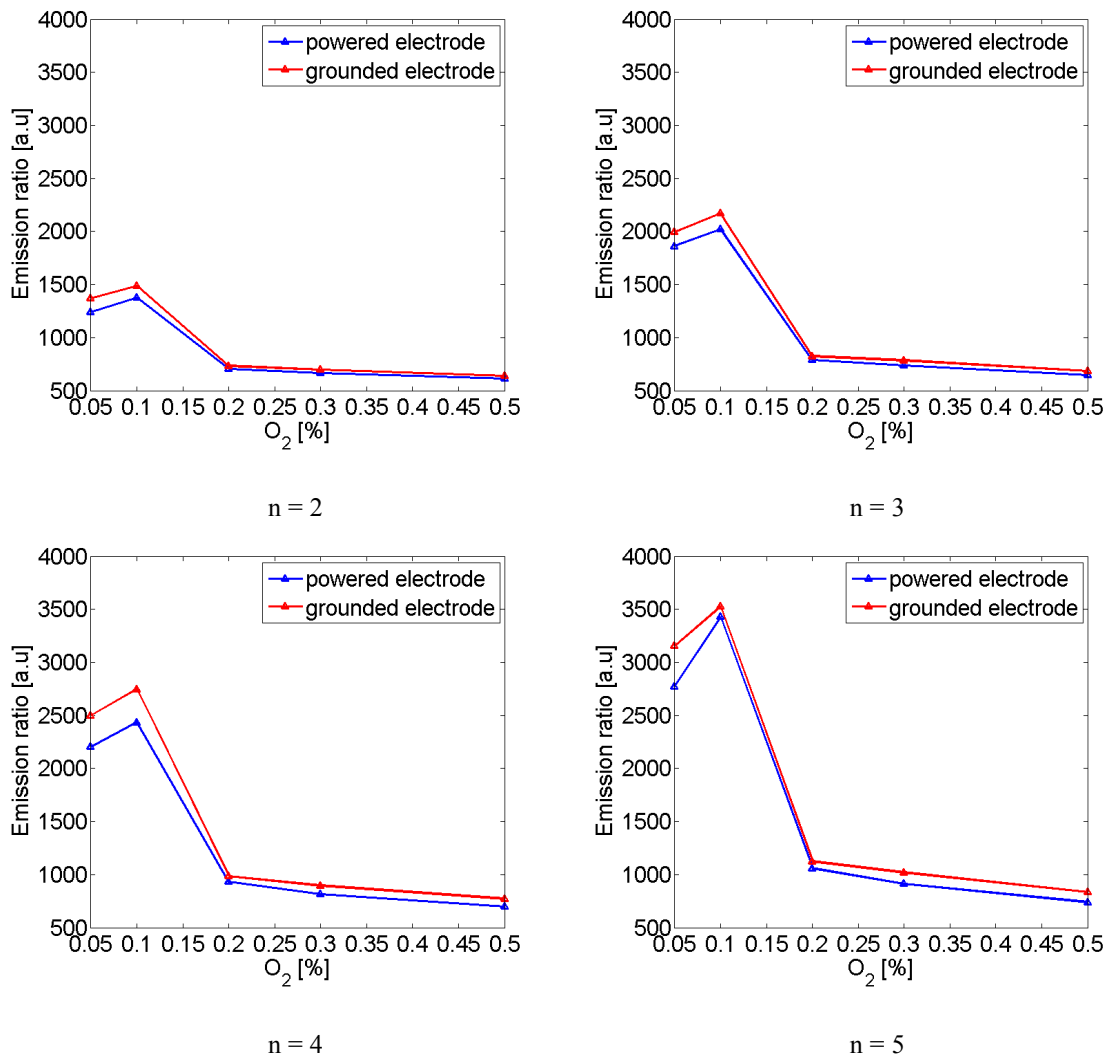 4000
3500
3000
2500
2000
1500
1000
500
Emission ratio [a.u]
powered electrode
grounded electrode
0.05 0.1 0.15 0.2 0.25 0.3 0.35 0.4 0.45 0.5
O2 [%]
n = 2
4000
3500
3000
2500
2000
1500
1000
500
Emission ratio [a.u]
powered electrode
grounded electrode
0.05 0.1 0.15 0.2 0.25 0.3 0.35 0.4 0.45 0.5
O2 [%]
n = 3
4000
3500
3000
2500
2000
1500
1000
500
Emission ratio [a.u]
powered electrode
grounded electrode
0.05 0.1 0.15 0.2 0.25 0.3 0.35 0.4 0.45 0.5
O2 [%]
n = 4
4000
3500
3000
2500
2000
1500
1000
500
Emission ratio [a.u]
powered electrode
grounded electrode
0.05 0.1 0.15 0.2 0.25 0.3 0.35 0.4 0.45 0.5
O2 [%]
n = 5